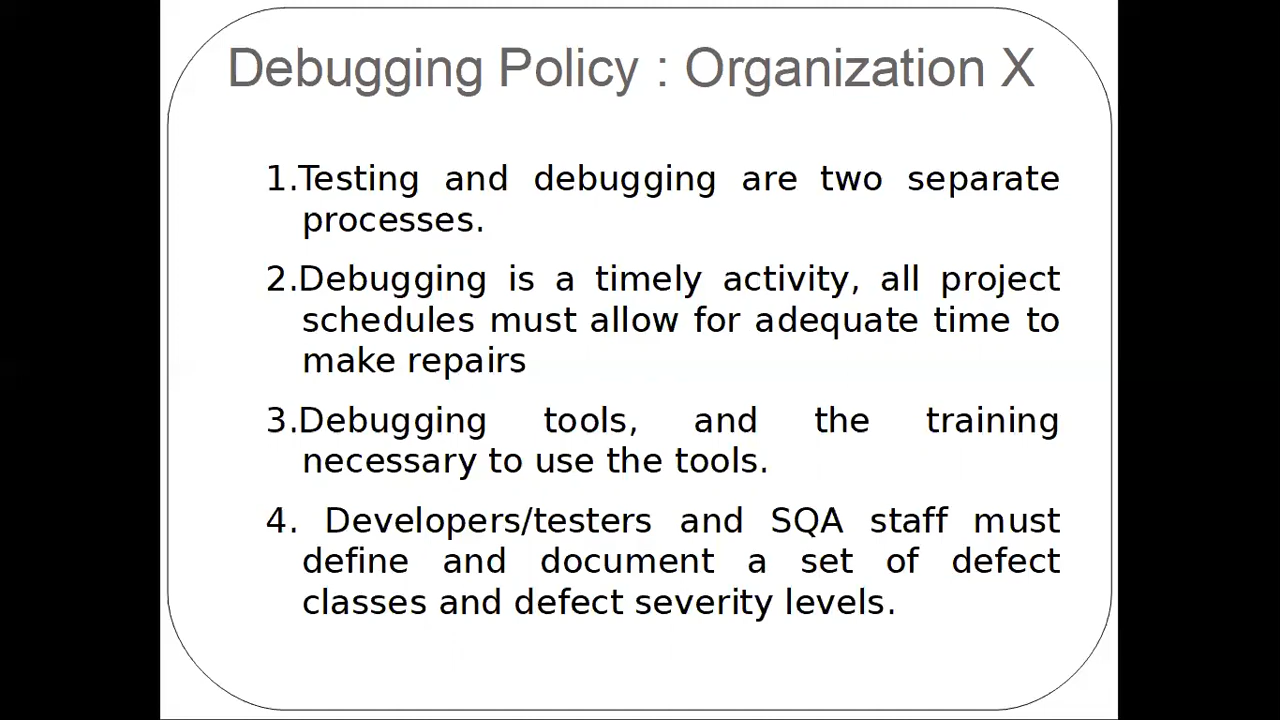 Debugging Policy : Organization X
1.Testing and debugging are two separate
processes.
2.Debugging is a timely activity, all project
schedules must allow for adequate time to
make repairs
3.Debugging tools, and the training
necessary to use the tools.
4. Developers/testers and SQA staff must
define and document a set of defect
classes and defect severity levels.